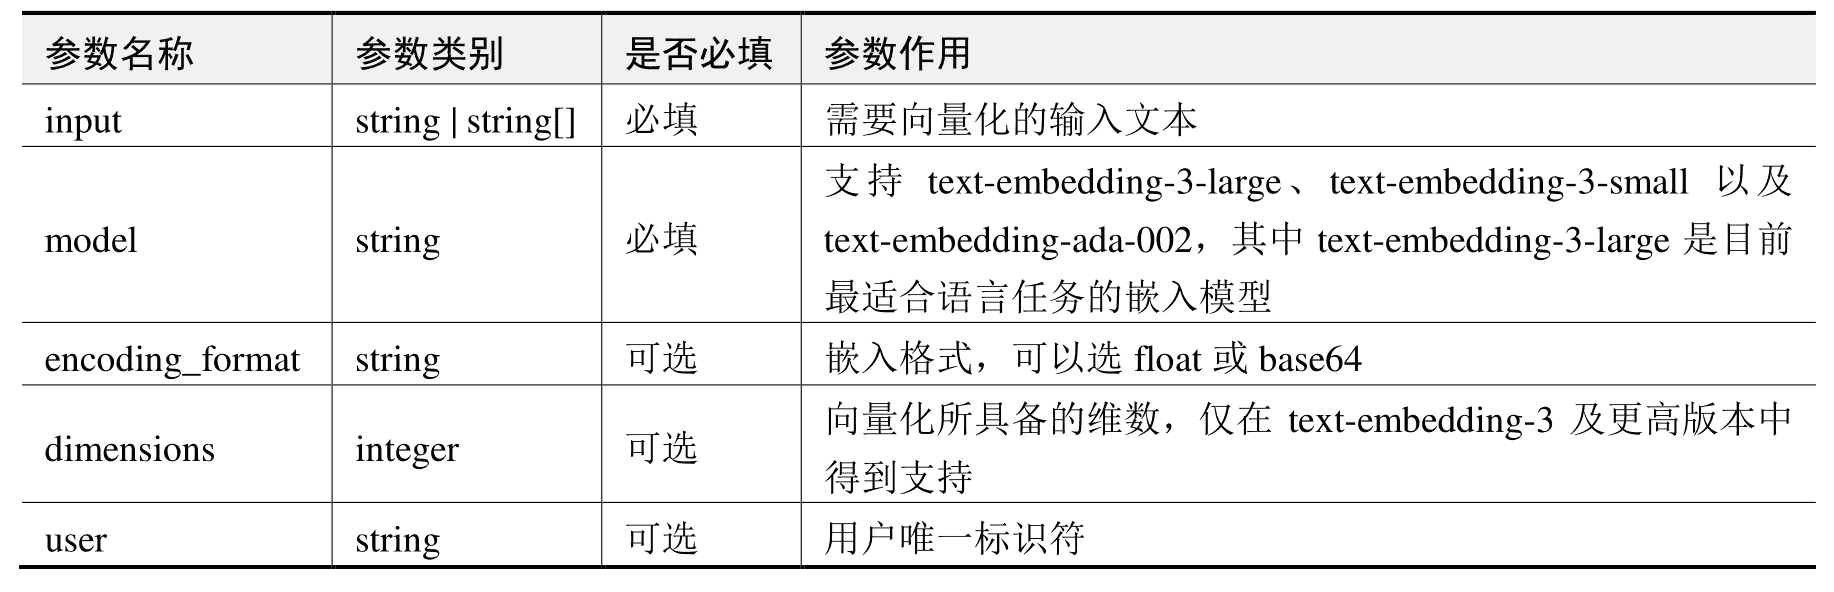 参数名称 参数类别 是否必填 参数作用
input string | string[] 必填 需要向量化的输入文本
model string 必填 支持 text-embedding-3-large、text-embedding-3-small 以及
text-embedding-ada-002，其中 text-embedding-3-large 是目前
最适合语言任务的嵌入模型
encoding_format string 可选 嵌入格式，可以选 float 或 base64
dimensions integer 可选 向量化所具备的维数，仅在 text-embedding-3 及更高版本中
得到支持
user string 可选 用户唯一标识符